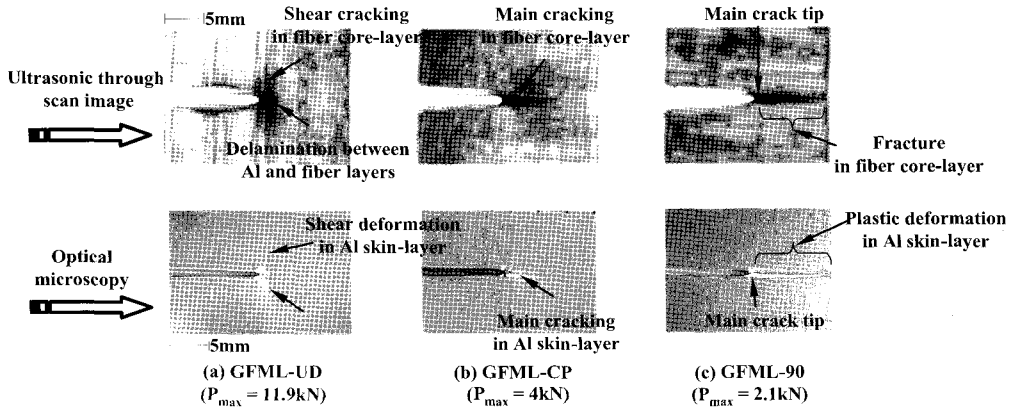 5mm
Shear cracking
in fiber core-layer
Main cracking
in fiber core-layer
Main crack tip
Ultrasonic through
scan image
Delamination between
Al and fiber layers
Fracture
in fiber core-layer
Shear deformation
in Al skin-layer
Plastic deformation
in Al skin-layer
Optical
microscopy
Main cracking
in Al skin-layer
Main crack tip
5mm
(a) GFML-UD
(Pmax = 11.9kN)
(b) GFML-CP
(Pmax = 4kN)
(c) GFML-90
(Pmax = 2.1kN)